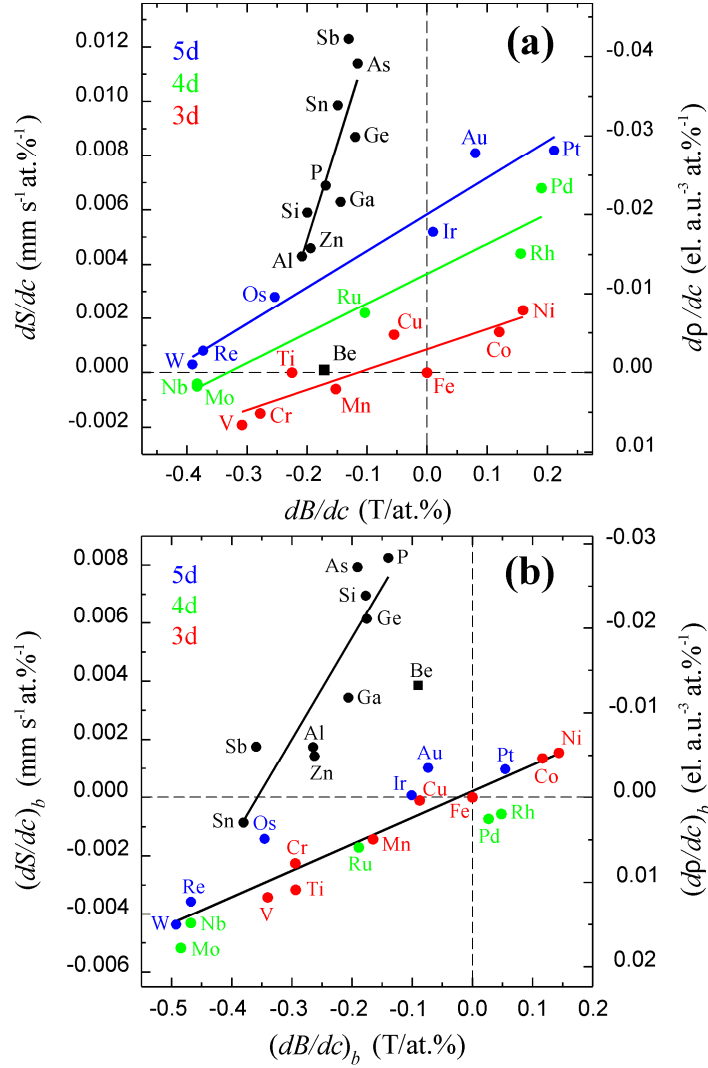 (a)
5d
4d
3d
Sb
As
Sn
Ge
P
Ga
Si
Zn
Al
Au
Pt
Pd
Ir
Rh
Os
Ru
Cu
Ni
Co
W
Re
Ti
Be
Fe
Nb
Mo
Mn
V
Cr
0.012
0.010
0.008
0.006
0.004
0.002
0.000
-0.002
dS/dc (mm s⁻¹ at.%⁻¹)
-0.04
-0.03
-0.02
-0.01
0.00
0.01
dρ/dc (el. a.u.⁻³ at.%⁻¹)
-0.4 -0.3 -0.2 -0.1 0.0 0.1 0.2
dB/dc (T/at.%)
(b)
5d
4d
3d
As
P
Si
Ge
Be
Ga
Sb
Al
Zn
Au
Pt
Ni
Co
Ir
Cu
Fe
Rh
Pd
Sn
Os
Cr
Mn
Ru
Re
Ti
V
W
Nb
Mo
0.008
0.006
0.004
0.002
0.000
-0.002
-0.004
-0.006
(dS/dc)b (mm s⁻¹ at.%⁻¹)
-0.03
-0.02
-0.01
0.00
0.01
0.02
(dρ/dc)b (el. a.u.⁻³ at.%⁻¹)
-0.5 -0.4 -0.3 -0.2 -0.1 0.0 0.1 0.2
(dB/dc)b (T/at.%)